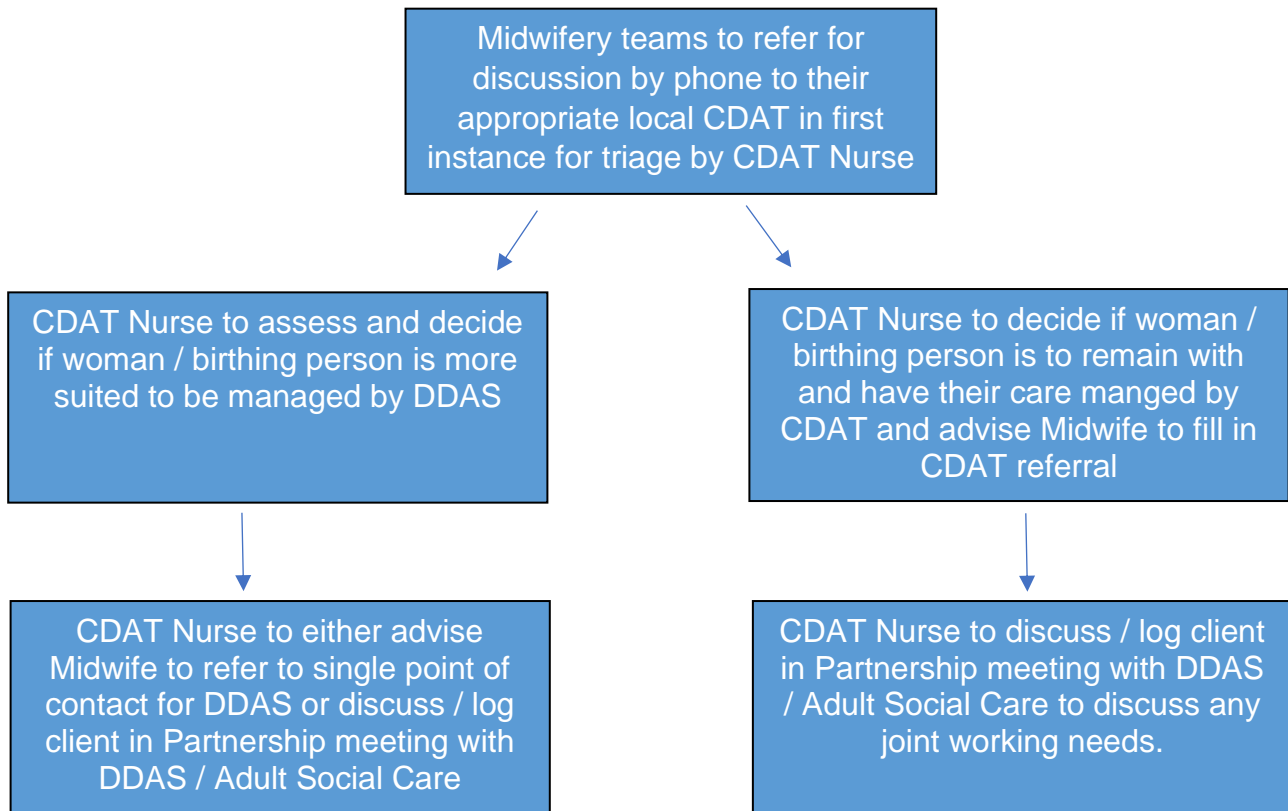 Midwifery teams to refer for
discussion by phone to their
appropriate local CDAT in first
instance for triage by CDAT Nurse
CDAT Nurse to assess and decide
if woman / birthing person is more
suited to be managed by DDAS
CDAT Nurse to decide if woman /
birthing person is to remain with
and have their care manged by
CDAT and advise Midwife to fill in
CDAT referral
CDAT Nurse to either advise
Midwife to refer to single point of
contact for DDAS or discuss / log
client in Partnership meeting with
DDAS / Adult Social Care
CDAT Nurse to discuss / log client
in Partnership meeting with DDAS
/ Adult Social Care to discuss any
joint working needs.